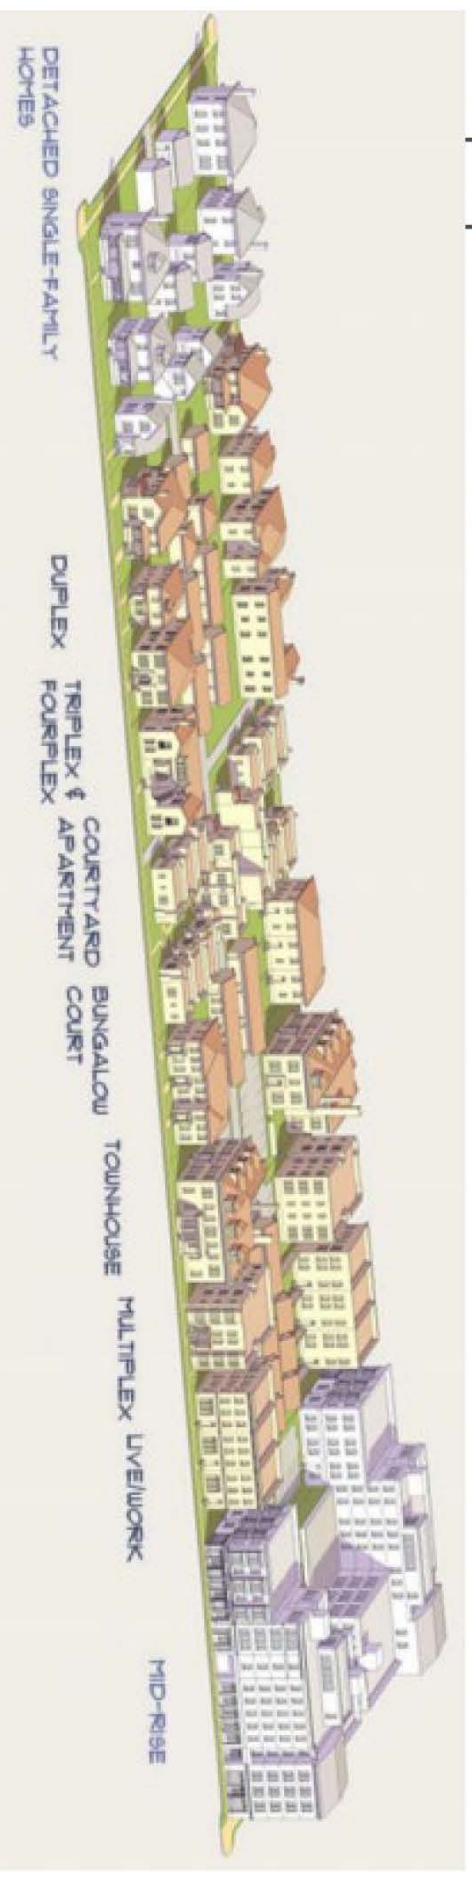 DETACHED SINGLE-FAMILY
HOMES
DUPLEX
TRIPLEX &
FOURPLEX
COURTYARD
APARTMENT
BUNGALOW
COURT
TOWNHOUSE
MULTIPLEX
LIVE/WORK
MID-RISE